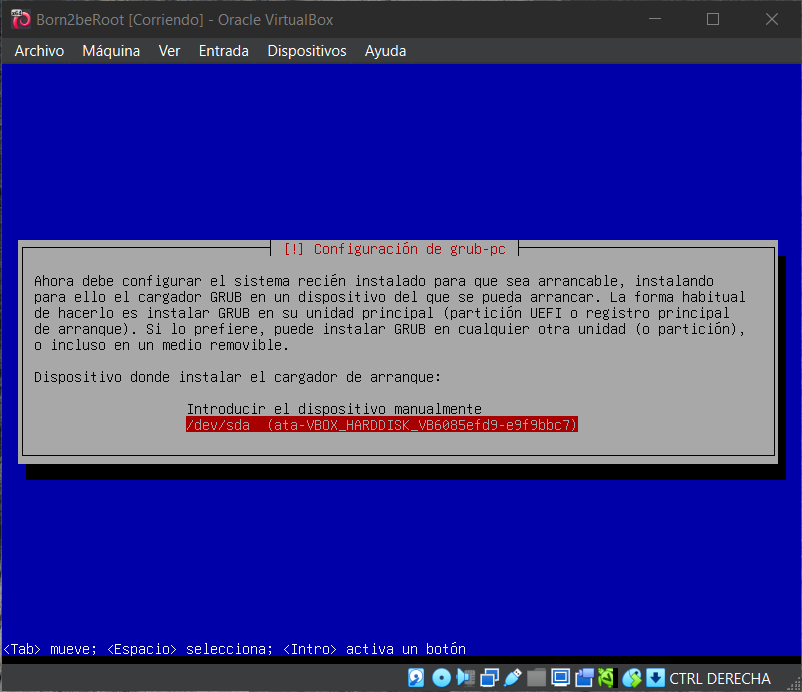 Born2beRoot [Corriendo] - Oracle VirtualBox
Archivo Máquina Ver Entrada Dispositivos Ayuda
[!] Configuración de grub-pc
Ahora debe configurar el sistema recién instalado para que sea arrancable, instalando
para ello el cargador GRUB en un dispositivo del que se pueda arrancar. La forma habitual
de hacerlo es instalar GRUB en su unidad principal (partición UEFI o registro principal
de arranque). Si lo prefiere, puede instalar GRUB en cualquier otra unidad (o partición),
o incluso en un medio removible.
Dispositivo donde instalar el cargador de arranque:
Introducir el dispositivo manualmente
/dev/sda (ata-VBOX_HARDDISK_VB6085efd9-e9f9bbc7)
<Tab> mueve; <Espacio> selecciona; <Intro> activa un botón
CTRL DERECHA